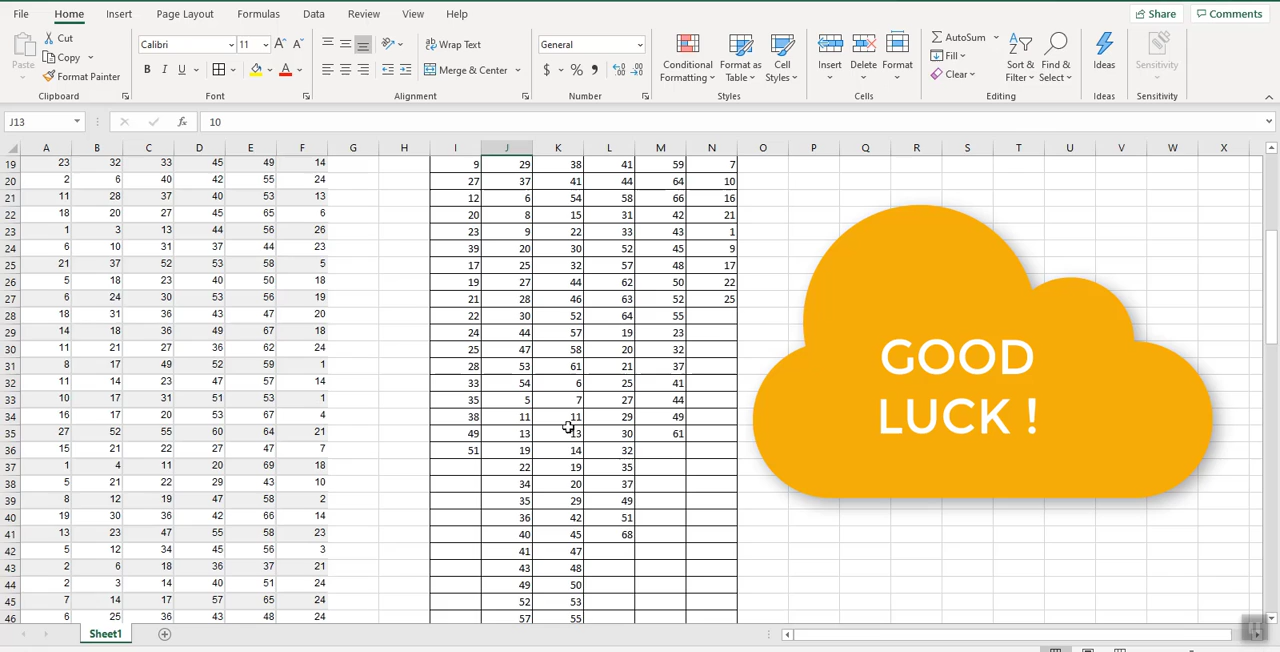 File Home Insert Page Layout Formulas Data Review View Help Share Comments
Paste Cut Calibri 11 A A Wrap Text General Conditional Format as Cell Insert Delete Format AutoSum Sort & Find & Ideas Sensitivity
Copy B I U A Merge & Center $ % , Formatting Table Styles Fill Filter Select
Format Painter Clear
Clipboard Font Alignment Number Styles Cells Editing Ideas Sensitivity
J13 fx 10
A B C D E F G H I J K L M N O P Q R S T U V W X
19 23 32 33 45 49 14 9 29 38 41 59 7
20 2 6 40 42 55 24 27 37 41 44 64 10
21 11 28 37 40 53 13 12 6 54 58 66 16
22 18 20 27 45 65 6 20 8 15 31 42 21
23 1 3 13 44 56 26 23 9 22 33 43 1
24 6 10 31 37 44 23 39 20 30 52 45 9
25 21 37 52 53 58 5 17 25 32 57 48 17
26 5 18 23 40 50 18 19 27 44 62 50 22
27 6 24 30 53 56 19 21 28 46 63 52 25
28 18 31 36 43 47 20 22 30 52 64 55
29 14 18 36 49 67 18 24 44 57 19 23
30 11 21 27 36 62 24 25 47 58 20 32
31 8 17 49 52 59 1 28 53 61 21 37
32 11 14 23 47 57 14 33 54 6 25 41
33 10 17 31 51 53 1 35 5 7 27 44
34 16 17 20 53 67 4 38 11 11 29 49
35 27 52 55 60 64 21 49 13 13 30 61
36 15 21 22 27 47 7 51 19 14 32
37 1 4 11 20 69 18 22 19 35
38 5 21 22 29 43 10 34 20 37
39 8 12 19 47 58 2 35 29 49
40 19 30 36 42 66 14 36 42 51
41 13 23 47 55 58 23 40 45 68
42 5 12 34 45 56 3 41 47
43 2 6 18 36 37 21 43 48
44 2 3 14 40 51 24 49 50
45 7 14 17 57 65 24 52 53
46 6 25 36 43 48 24 57 55
GOOD
LUCK !
Sheet1